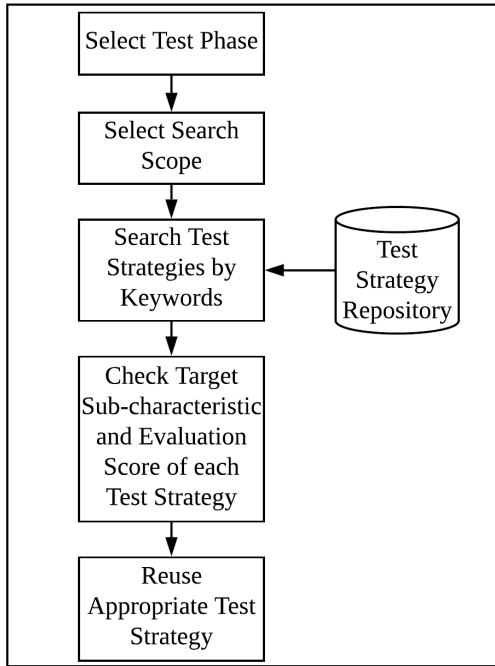 Select Test Phase
Select Search
Scope
Search Test
Strategies by
Keywords
Test
Strategy
Repository
Check Target
Sub-characteristic
and Evaluation
Score of each
Test Strategy
Reuse
Appropriate Test
Strategy